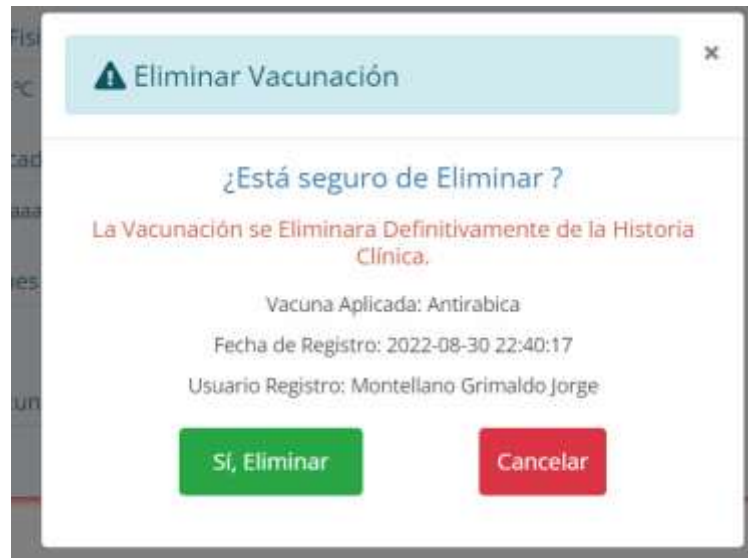 Fisi
Eliminar Vacunación
×
°C
¿Está seguro de Eliminar ?
La Vacunación se Eliminara Definitivamente de la Historia
Clínica.
Vacuna Aplicada: Antirabica
Fecha de Registro: 2022-08-30 22:40:17
Usuario Registro: Montellano Grimaldo Jorge
Sí, Eliminar
Cancelar